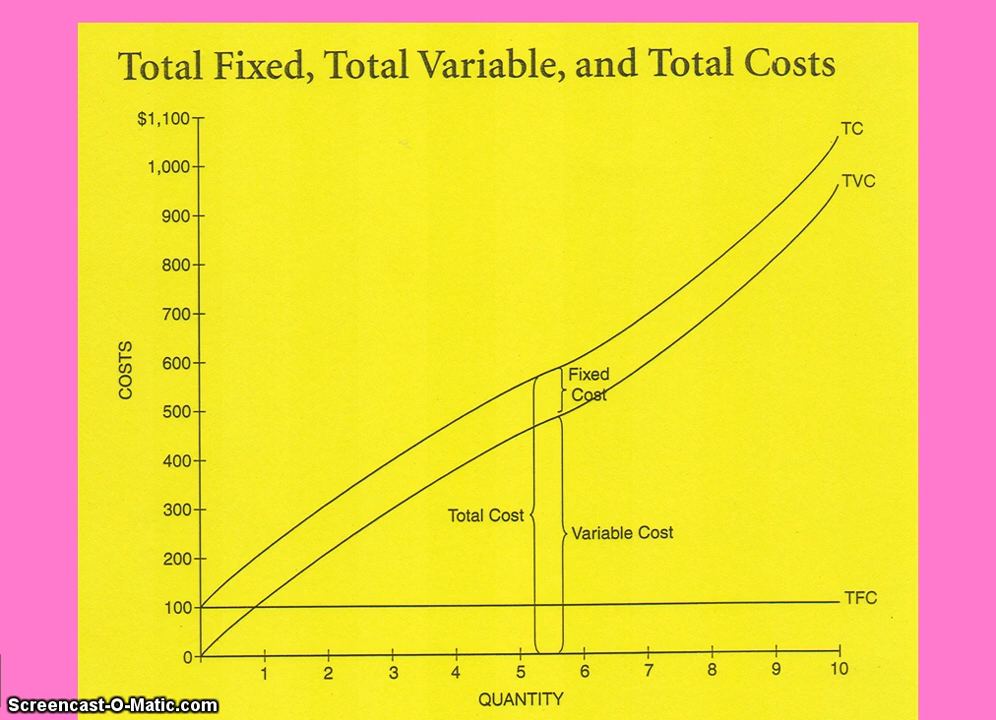 Total Fixed, Total Variable, and Total Costs
$1,100
1,000
900
800
700
600
500
400
300
200
100
0
COSTS
TC
TVC
Fixed
Cost
Total Cost
Variable Cost
TFC
1 2 3 4 5 6 7 8 9 10
QUANTITY
Screencast-O-Matic.com